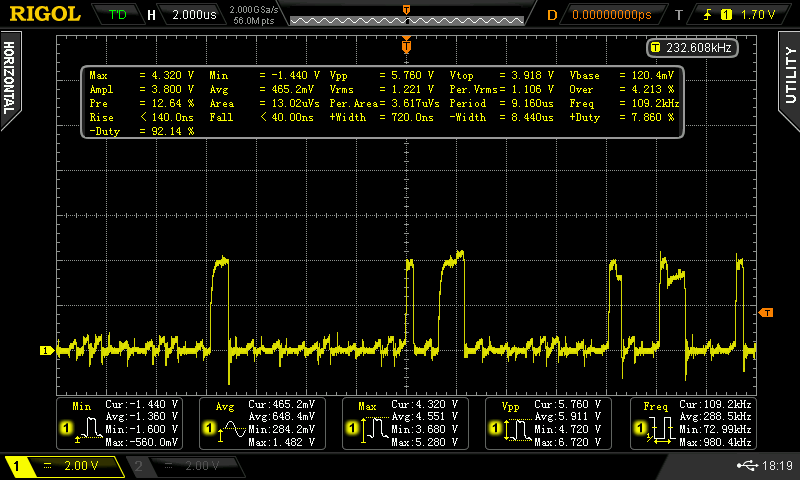 RIGOL T'D H 2.000us 2.000GSa/s 56.0M pts D 0.00000000ps T 1 1.70 V
T
HORIZONTAL
UTILITY
T 232.608kHz
Max = 4.320 V Min = -1.440 V Vpp = 5.760 V Vtop = 3.918 V Vbase = 120.4mV
Ampl = 3.800 V Avg = 465.2mV Vrms = 1.221 V Per.Vrms= 1.106 V Over = 4.213 %
Pre = 12.64 % Area = 13.02uVs Per.Area= 3.617uVs Period = 9.160us Freq = 109.2kHz
Rise < 140.0ns Fall < 40.00ns +Width = 720.0ns -Width = 8.440us +Duty = 7.860 %
-Duty = 92.14 %
T
1
Min Cur:-1.440 V
Avg:-1.360 V
1 Min:-1.600 V
Max:-560.0mV
Avg Cur:465.2mV
Avg:648.4mV
1 Min:284.2mV
Max:1.482 V
Max Cur:4.320 V
Avg:4.551 V
1 Min:3.680 V
Max:5.280 V
Vpp Cur:5.760 V
Avg:5.911 V
1 Min:4.720 V
Max:6.720 V
Freq Cur:109.2kHz
Avg:288.5kHz
1 Min:72.99kHz
Max:980.4kHz
1 2.00 V 2 2.00 V 18:19